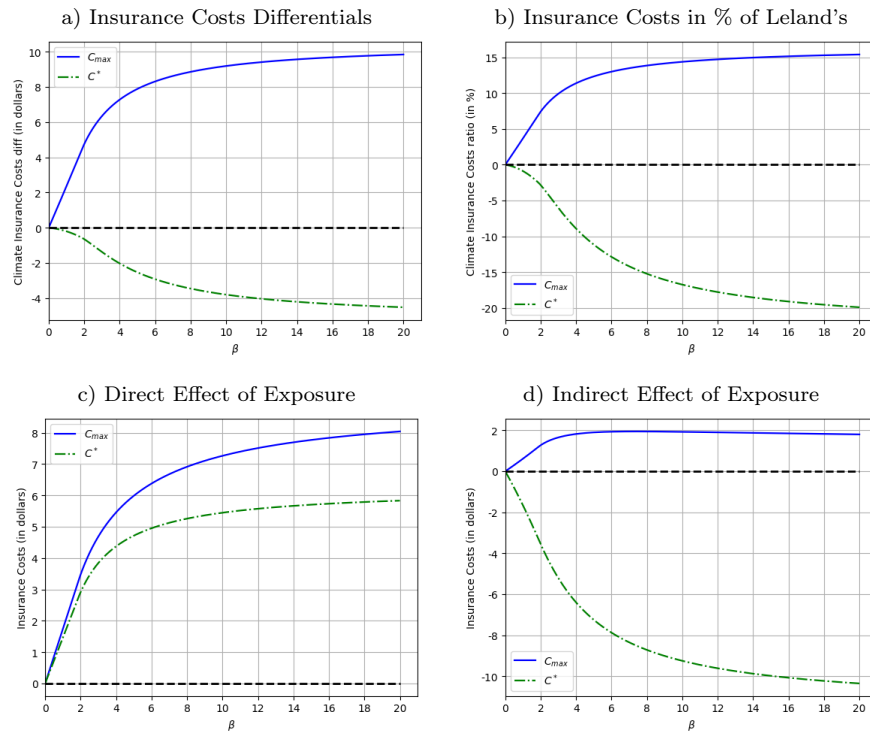 a) Insurance Costs Differentials
Climate Insurance Costs diff (in dollars)
10
8
6
4
2
0
-2
-4
C_max
C*
0 2 4 6 8 10 12 14 16 18 20
β
b) Insurance Costs in % of Leland's
Climate Insurance Costs ratio (in %)
15
10
5
0
-5
-10
-15
-20
C_max
C*
0 2 4 6 8 10 12 14 16 18 20
β
c) Direct Effect of Exposure
Insurance Costs (in dollars)
8
7
6
5
4
3
2
1
0
C_max
C*
0 2 4 6 8 10 12 14 16 18 20
β
d) Indirect Effect of Exposure
Insurance Costs (in dollars)
2
0
-2
-4
-6
-8
-10
C_max
C*
0 2 4 6 8 10 12 14 16 18 20
β